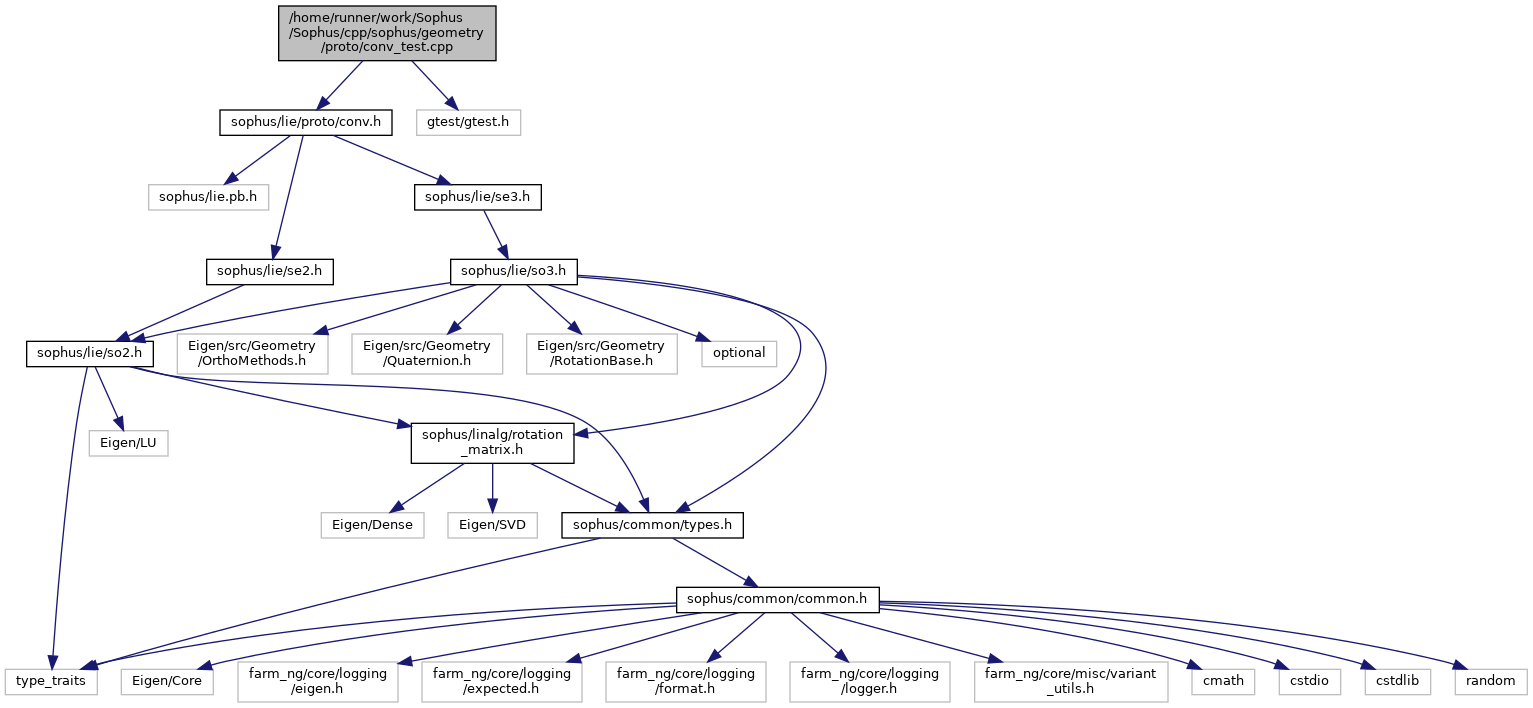 /home/runner/work/Sophus
/Sophus/cpp/sophus/geometry
/proto/conv_test.cpp
sophus/lie/proto/conv.h
gtest/gtest.h
sophus/lie.pb.h
sophus/lie/se3.h
sophus/lie/se2.h
sophus/lie/so3.h
sophus/lie/so2.h
Eigen/src/Geometry
/OrthoMethods.h
Eigen/src/Geometry
/Quaternion.h
Eigen/src/Geometry
/RotationBase.h
optional
Eigen/LU
sophus/linalg/rotation
_matrix.h
Eigen/Dense
Eigen/SVD
sophus/common/types.h
sophus/common/common.h
type_traits
Eigen/Core
farm_ng/core/logging
/eigen.h
farm_ng/core/logging
/expected.h
farm_ng/core/logging
/format.h
farm_ng/core/logging
/logger.h
farm_ng/core/misc/variant
_utils.h
cmath
cstdio
cstdlib
random